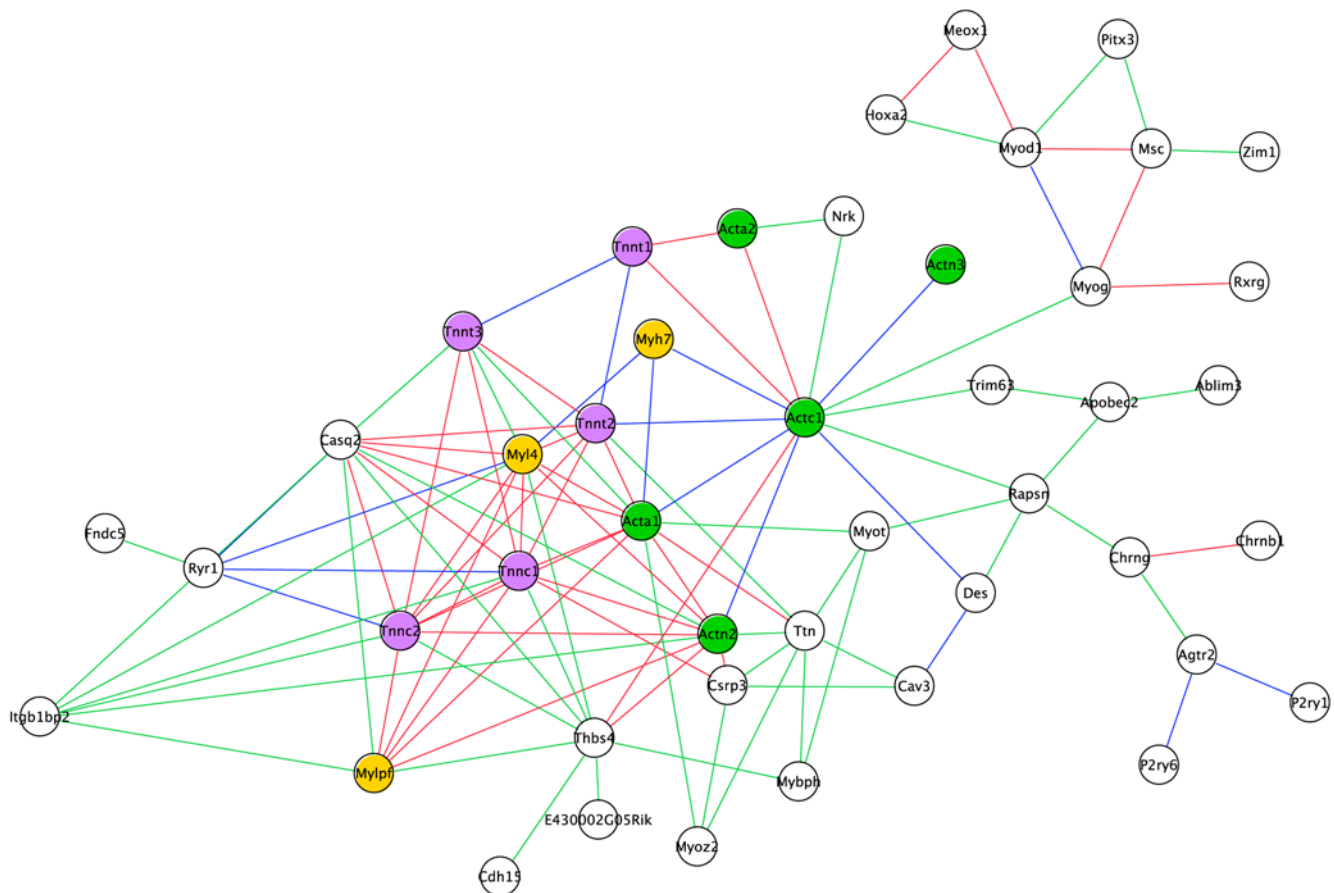 Meox1
Pitx3
Hoxa2
Myod1
Msc
Zim1
Nrk
Acta2
Tnnt1
Actn3
Myog
Rxrg
Tnnt3
Myh7
Trim63
Ablim3
Apobec2
Actc1
Tnnt2
Casq2
Myl4
Rapsn
Acta1
Myot
Fndc5
Chrnb1
Chrng
Ryr1
Tnnc1
Des
Tnnc2
Actn2
Ttn
Agtr2
Csrp3
Cav3
P2ry1
Itgb1bp2
Thbs4
P2ry6
Mylpf
Mybph
E430002G05Rik
Myoz2
Cdh15